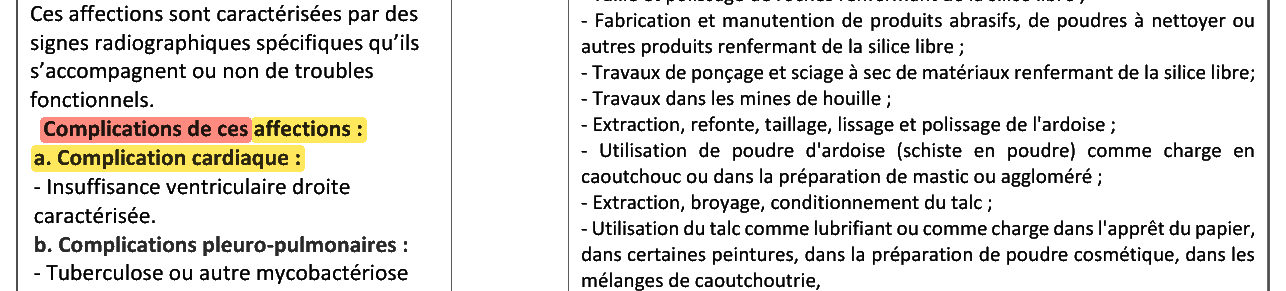 Ces affections sont caractérisées par des
signes radiographiques spécifiques qu’ils
s’accompagnent ou non de troubles
fonctionnels.
Complications de ces affections :
a. Complication cardiaque :
- Insuffisance ventriculaire droite
caractérisée.
b. Complications pleuro-pulmonaires :
- Tuberculose ou autre mycobactériose
- Fabrication et manutention de produits abrasifs, de poudres à nettoyer ou
autres produits renfermant de la silice libre ;
- Travaux de ponçage et sciage à sec de matériaux renfermant de la silice libre;
- Travaux dans les mines de houille ;
- Extraction, refonte, taillage, lissage et polissage de l'ardoise ;
- Utilisation de poudre d'ardoise (schiste en poudre) comme charge en
caoutchouc ou dans la préparation de mastic ou aggloméré ;
- Extraction, broyage, conditionnement du talc ;
- Utilisation du talc comme lubrifiant ou comme charge dans l'apprêt du papier,
dans certaines peintures, dans la préparation de poudre cosmétique, dans les
mélanges de caoutchoutrie,